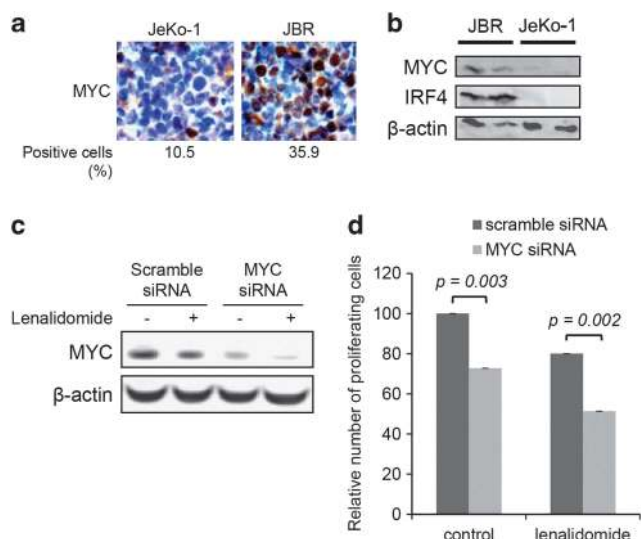 a
JeKo-1 JBR
MYC
Positive cells 10.5 35.9
(%)
b
JBR JeKo-1
MYC
IRF4
β-actin
c
Scramble MYC
siRNA siRNA
Lenalidomide - + - +
MYC
β-actin
d
scramble siRNA
MYC siRNA
Relative number of proliferating cells
120
100
80
60
40
20
0
p = 0.003
p = 0.002
control lenalidomide